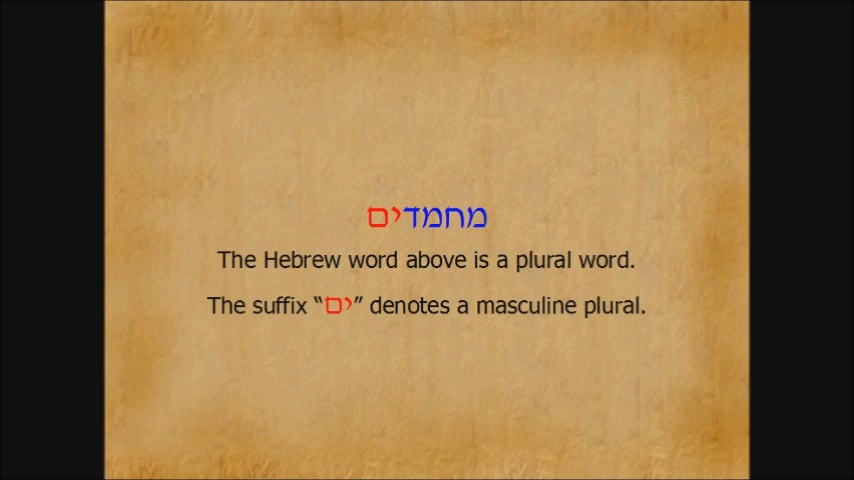 מחמדים
The Hebrew word above is a plural word.
The suffix “ים” denotes a masculine plural.